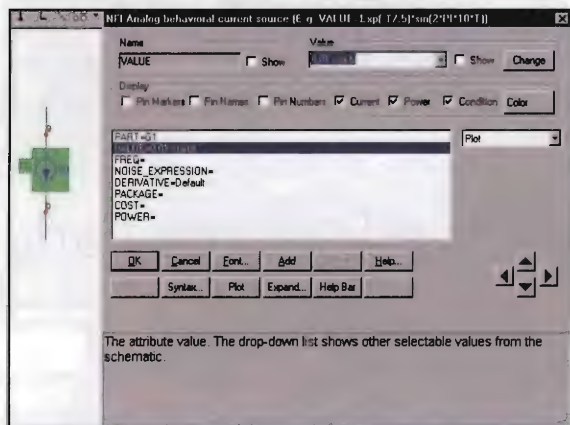 NFI Analog behavioral current source (E.g. VALUE=1.exp(-T/.5)*sin(2*PI*10*T))
Name
Value
VALUE
Show
Show
Change
Display
Pin Markers
Pin Names
Pin Numbers
Current
Power
Condition
Color
PART=G1
FREQ=
NOISE_EXPRESSION=
DERIVATIVE=Default
PACKAGE=
COST=
POWER=
Plot
OK
Cancel
Font...
Add
Help...
Syntax...
Plot
Expand...
Help Bar
The attribute value. The drop-down list shows other selectable values from the
schematic.